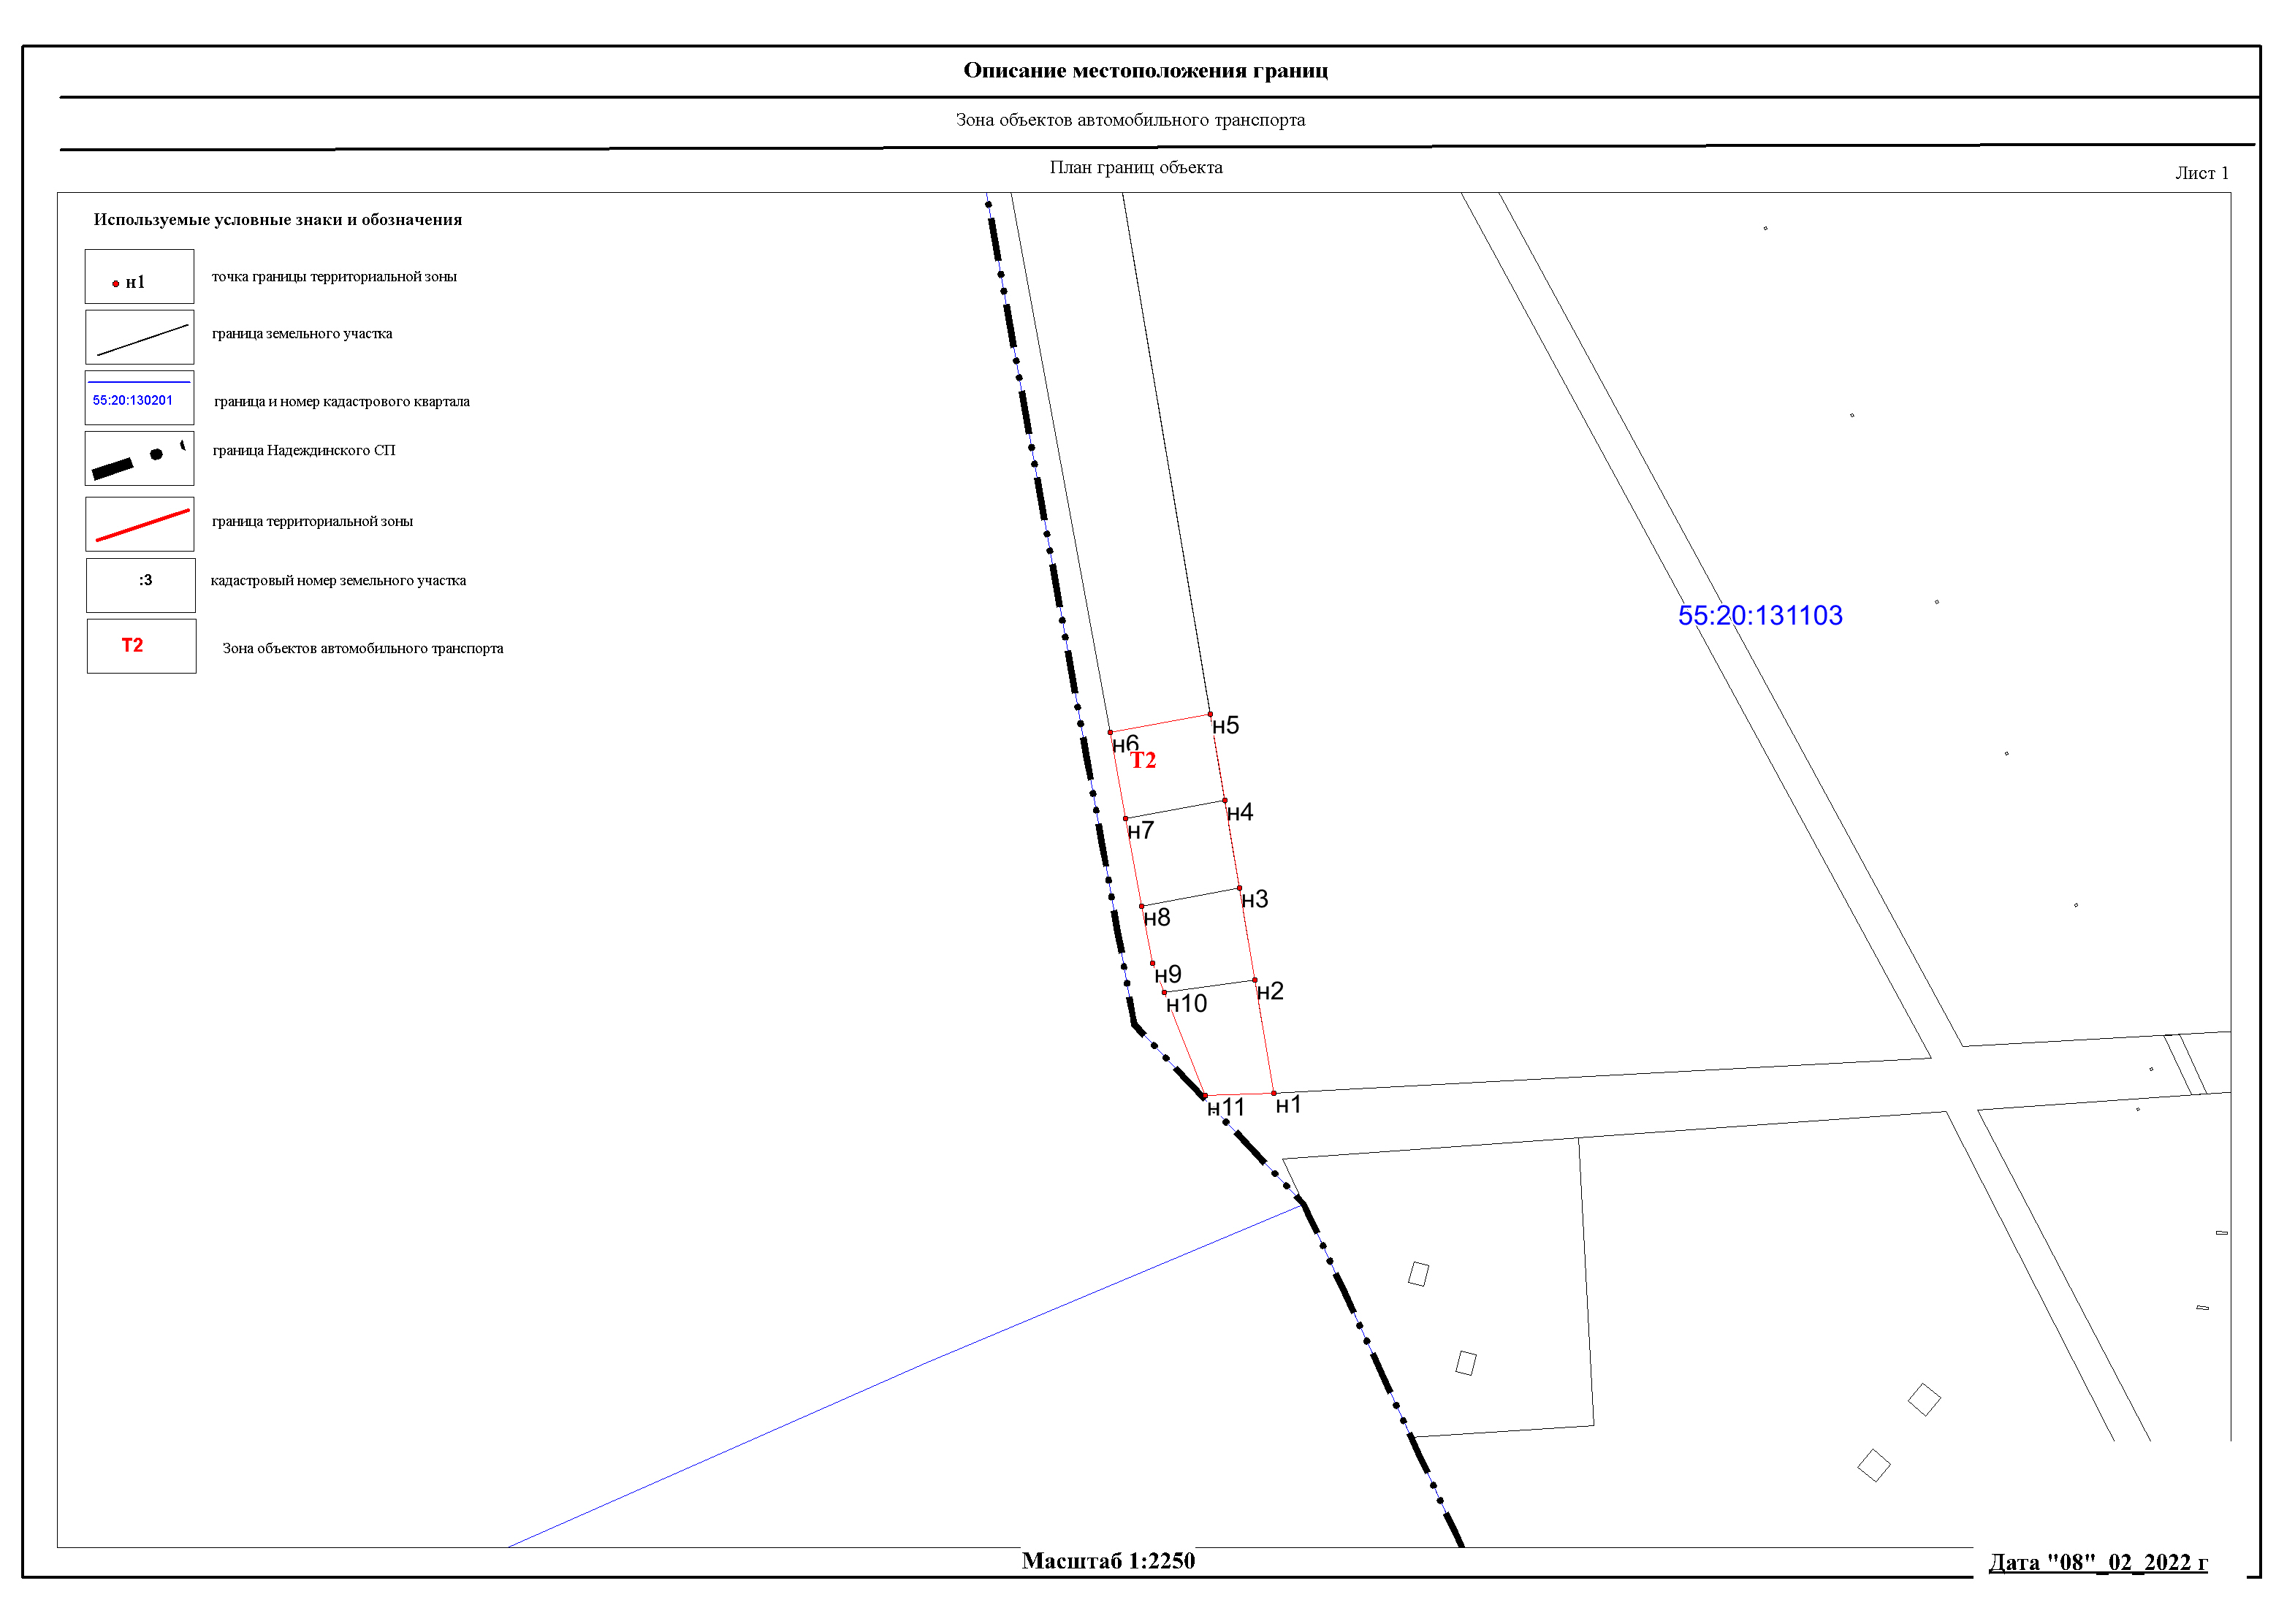 Описание местоположения границ
Зона объектов автомобильного транспорта
План границ объекта
Лист 1
Используемые условные знаки и обозначения
н1 точка границы территориальной зоны
граница земельного участка
55:20:130201 граница и номер кадастрового квартала
граница Надеждинского СП
граница территориальной зоны
:3 кадастровый номер земельного участка
Т2 Зона объектов автомобильного транспорта
55:20:131103
н5
н6
Т2
н4
н7
н3
н8
н9
н2
н10
н11
н1
Масштаб 1:2250
Дата "08"_02_2022 г